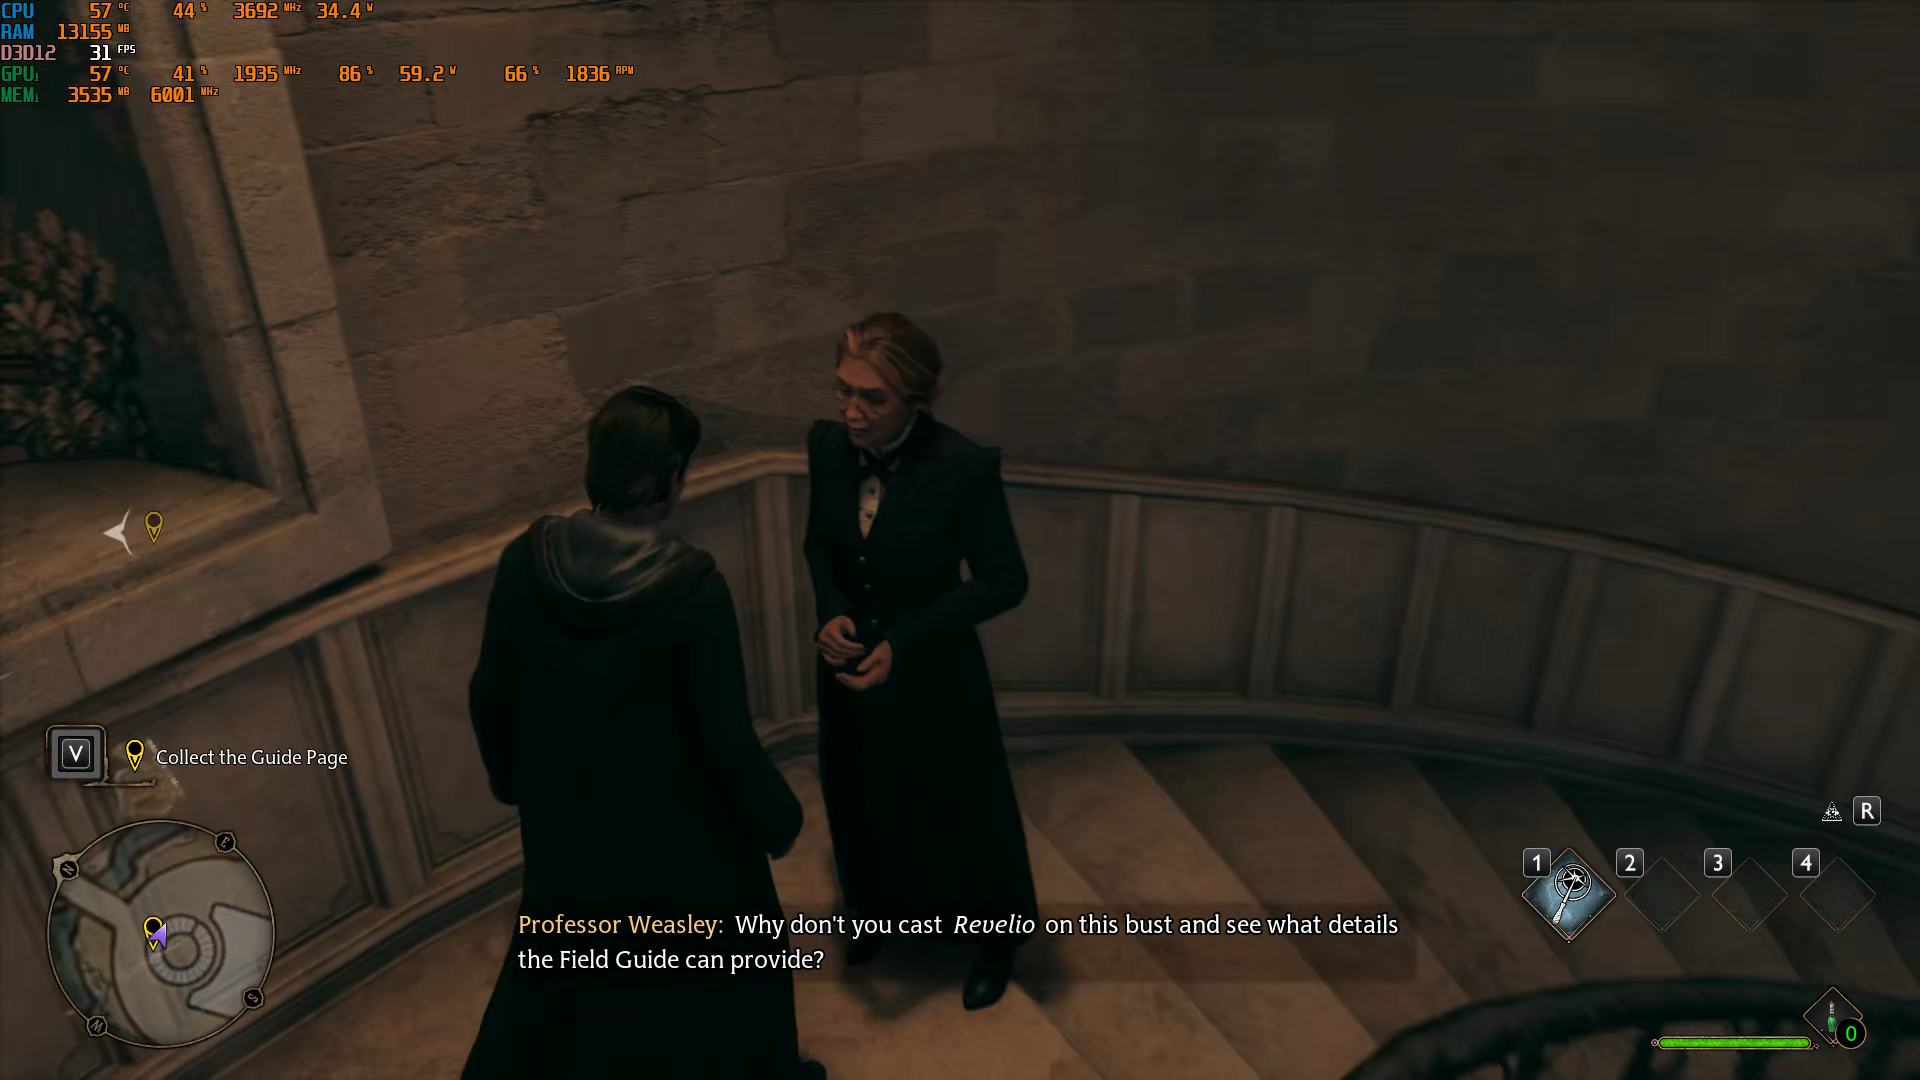 CPU 57 °C 44 % 3692 MHz 34.4 W
RAM 13155 MB
D3D12 31 FPS
GPU1 57 °C 41 % 1935 MHz 86 % 59.2 W 66 % 1836 RPM
MEM1 3535 MB 6001 MHz
V Collect the Guide Page
N
E
S
W
R
1 2 3 4
Professor Weasley: Why don't you cast Revelio on this bust and see what details
the Field Guide can provide?
0